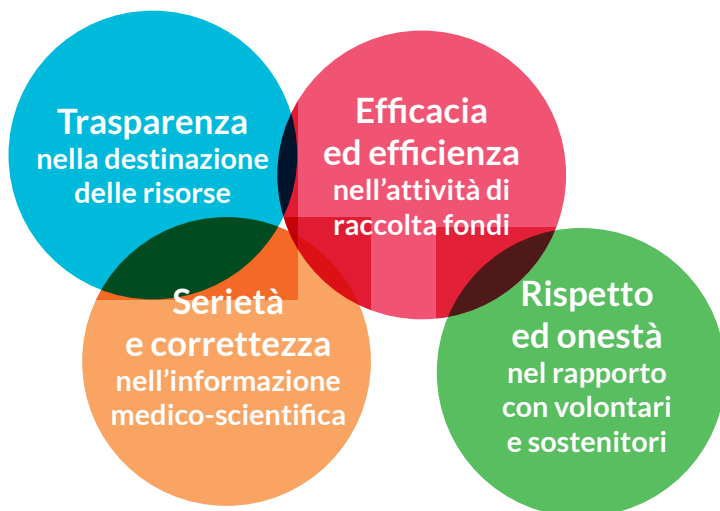 Trasparenza
nella destinazione
delle risorse
Efficacia
ed efficienza
nell'attività di
raccolta fondi
Serietà
e correttezza
nell'informazione
medico-scientifica
Rispetto
ed onestà
nel rapporto
con volontari
e sostenitori